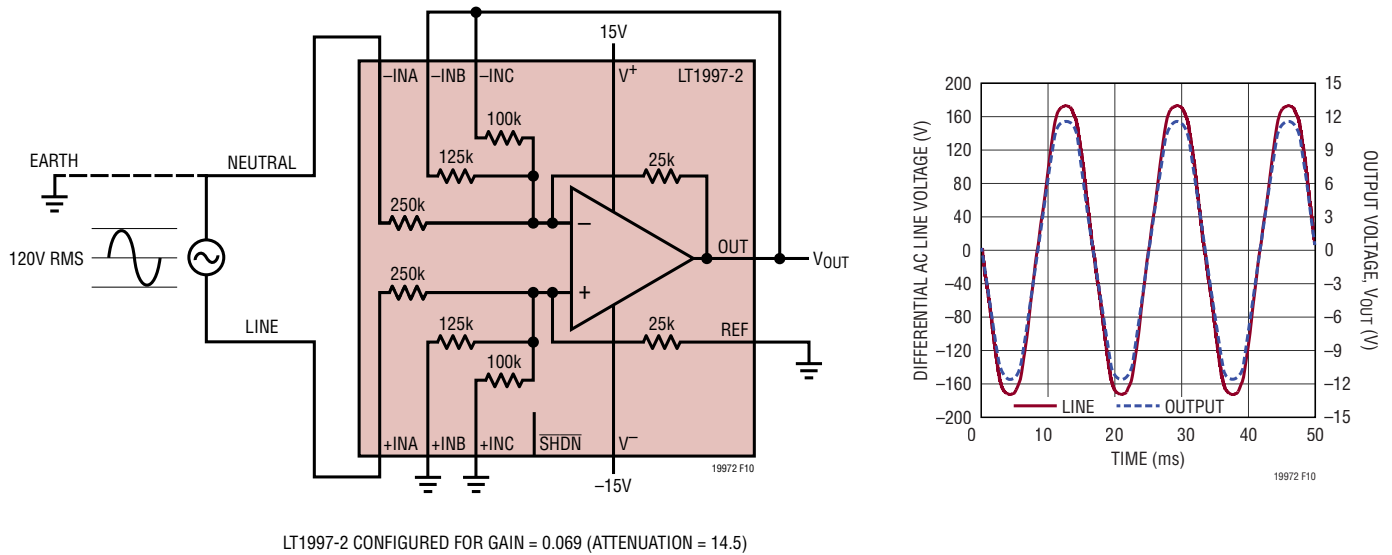 15V
–INA
–INB
–INC
V+
LT1997-2
100k
125k
25k
250k
EARTH
NEUTRAL
–
OUT
VOUT
120V RMS
250k
+
LINE
125k
25k
REF
100k
+INA
+INB
+INC
SHDN
V–
19972 F10
–15V
LT1997-2 CONFIGURED FOR GAIN = 0.069 (ATTENUATION = 14.5)
DIFFERENTIAL AC LINE VOLTAGE (V)
200
160
120
80
40
0
–40
–80
–120
–160
–200
15
12
9
6
3
0
–3
–6
–9
–12
–15
OUTPUT VOLTAGE, VOUT (V)
LINE
OUTPUT
0 10 20 30 40 50
TIME (ms)
19972 F10